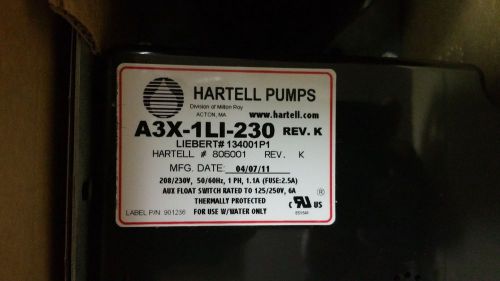 HARTELL PUMPS
Division of Milton Roy
ACTON, MA www.hartell.com
A3X-1LI-230 REV. K
LIEBERT# 134001P1
HARTELL # 806001 REV. K
MFG. DATE: 04/07/11
208/230V, 50/60Hz, 1 PH, 1.1A (FUSE:2.5A)
AUX FLOAT SWITCH RATED TO 125/250V, 6A
THERMALLY PROTECTED
LABEL P/N 901236 FOR USE W/WATER ONLY
®
C UL US